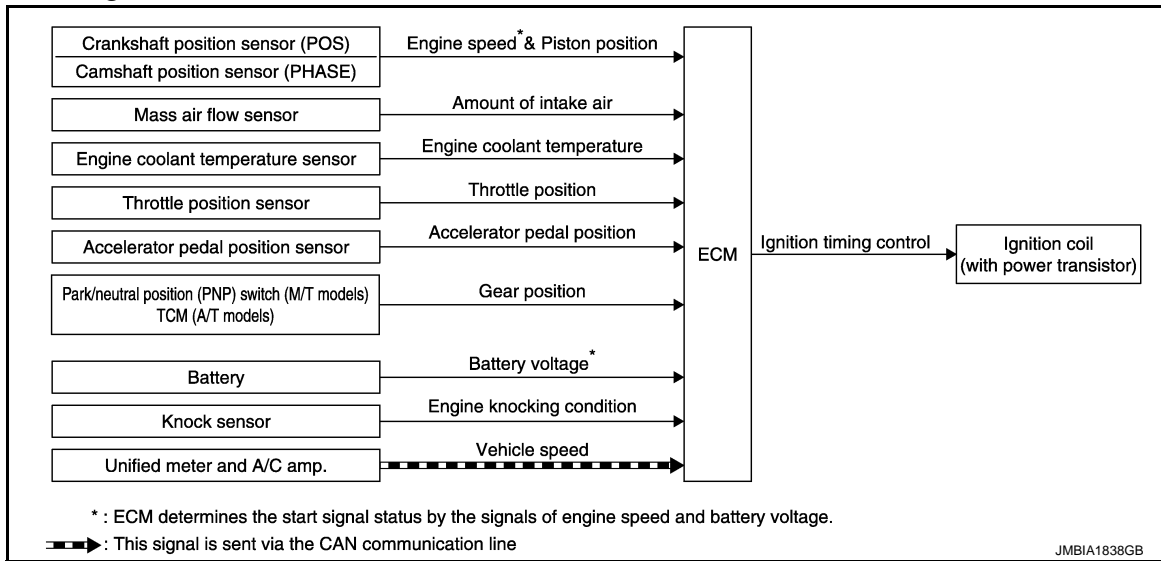 Crankshaft position sensor (POS)
Camshaft position sensor (PHASE)
Engine speed* & Piston position
Mass air flow sensor
Amount of intake air
Engine coolant temperature sensor
Engine coolant temperature
Throttle position sensor
Throttle position
Accelerator pedal position sensor
Accelerator pedal position
Park/neutral position (PNP) switch (M/T models)
TCM (A/T models)
Gear position
Battery
Battery voltage*
Knock sensor
Engine knocking condition
Unified meter and A/C amp.
Vehicle speed
ECM
Ignition timing control
Ignition coil
(with power transistor)
* : ECM determines the start signal status by the signals of engine speed and battery voltage.
: This signal is sent via the CAN communication line
JMBIA1838GB